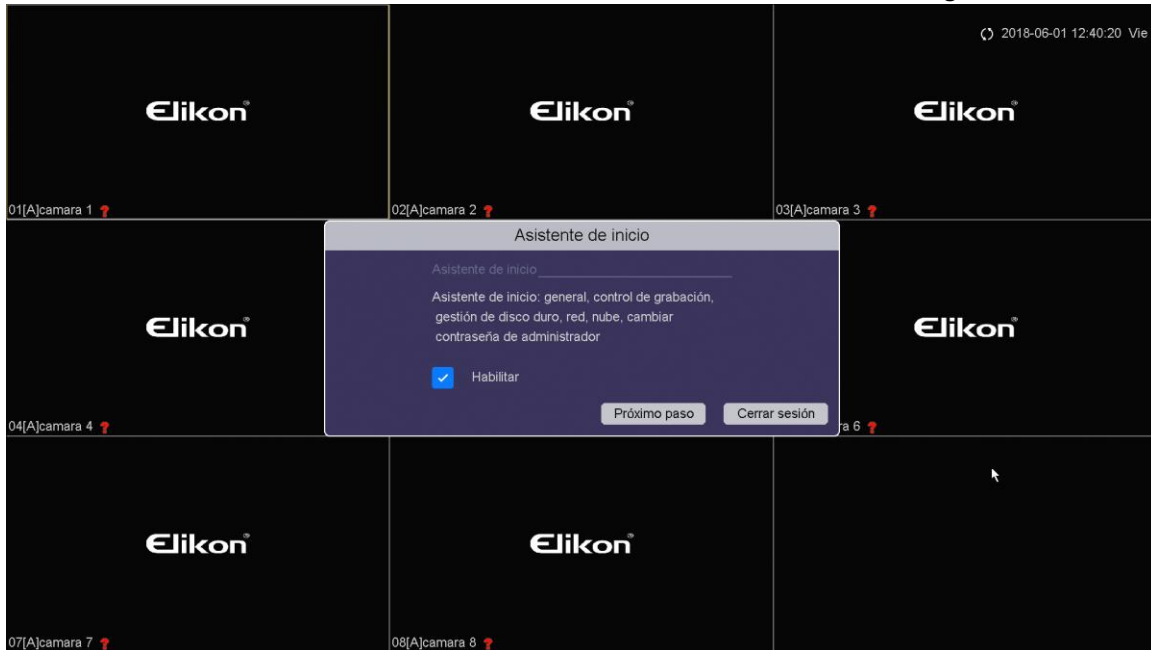 2018-06-01 12:40:20 Vie
Elikon®
Elikon®
Elikon®
01[A]camara 1 ?
02[A]camara 2 ?
03[A]camara 3 ?
Asistente de inicio
Asistente de inicio
Asistente de inicio: general, control de grabación,
gestión de disco duro, red, nube, cambiar
contraseña de administrador
Habilitar
Próximo paso
Cerrar sesión
Elikon®
Elikon®
04[A]camara 4 ?
ra 6 ?
Elikon®
Elikon®
07[A]camara 7 ?
08[A]camara 8 ?